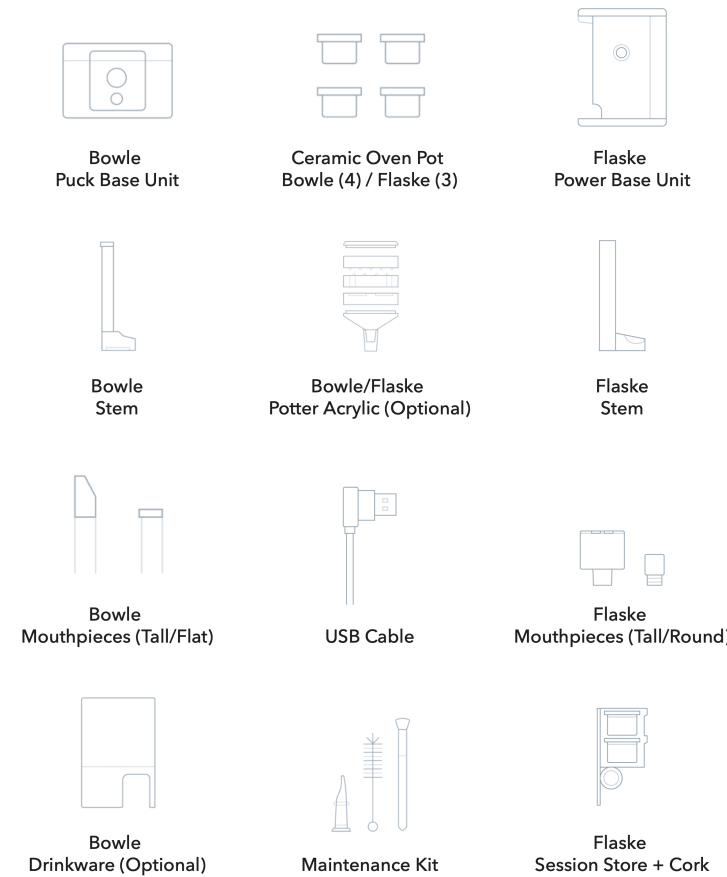 Bowle
Puck Base Unit
Ceramic Oven Pot
Bowle (4) / Flaske (3)
Flaske
Power Base Unit
Bowle
Stem
Bowle/Flaske
Potter Acrylic (Optional)
Flaske
Stem
Bowle
Mouthpieces (Tall/Flat)
USB Cable
Flaske
Mouthpieces (Tall/Round)
Bowle
Drinkware (Optional)
Maintenance Kit
Flaske
Session Store + Cork